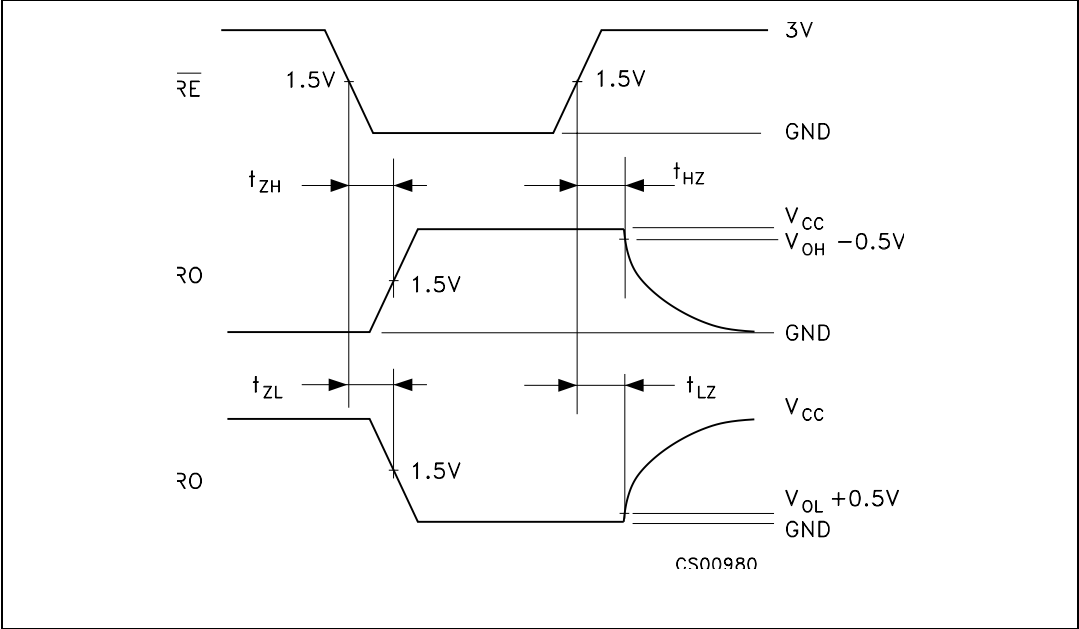 3V
RE
1.5V
1.5V
GND
tZH
tHZ
VCC
VOH −0.5V
RO
1.5V
GND
tZL
tLZ
VCC
RO
1.5V
VOL +0.5V
GND
CS00980